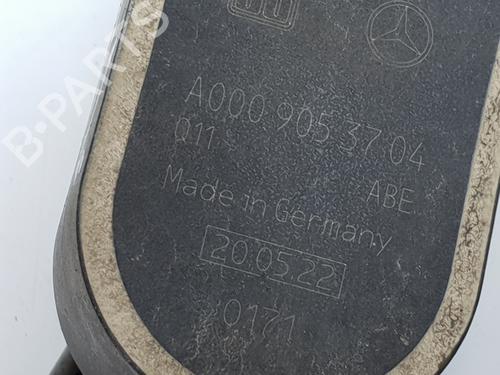 A000 905 37 04
Q11
ABE
Made in Germany
20.05.22
0171
B-PARTS